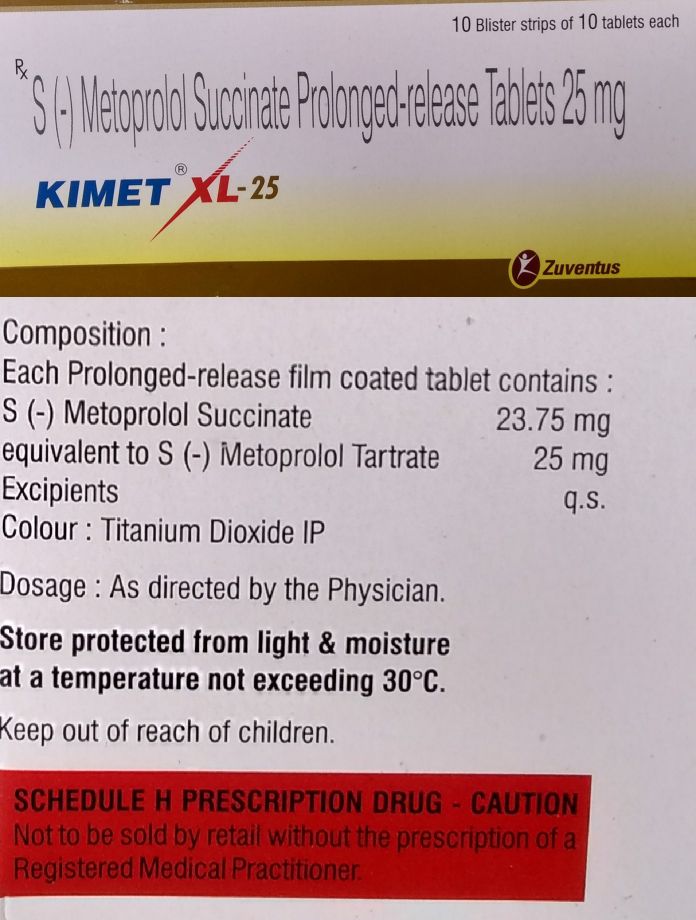 10 Blister strips of 10 tablets each
Rx
S (-) Metoprolol Succinate Prolonged-release Tablets 25 mg
KIMET® XL-25
Zuventus
Composition :
Each Prolonged-release film coated tablet contains :
S (-) Metoprolol Succinate 23.75 mg
equivalent to S (-) Metoprolol Tartrate 25 mg
Excipients q.s.
Colour : Titanium Dioxide IP
Dosage : As directed by the Physician.
Store protected from light & moisture
at a temperature not exceeding 30°C.
Keep out of reach of children.
SCHEDULE H PRESCRIPTION DRUG - CAUTION
Not to be sold by retail without the prescription of a
Registered Medical Practitioner.